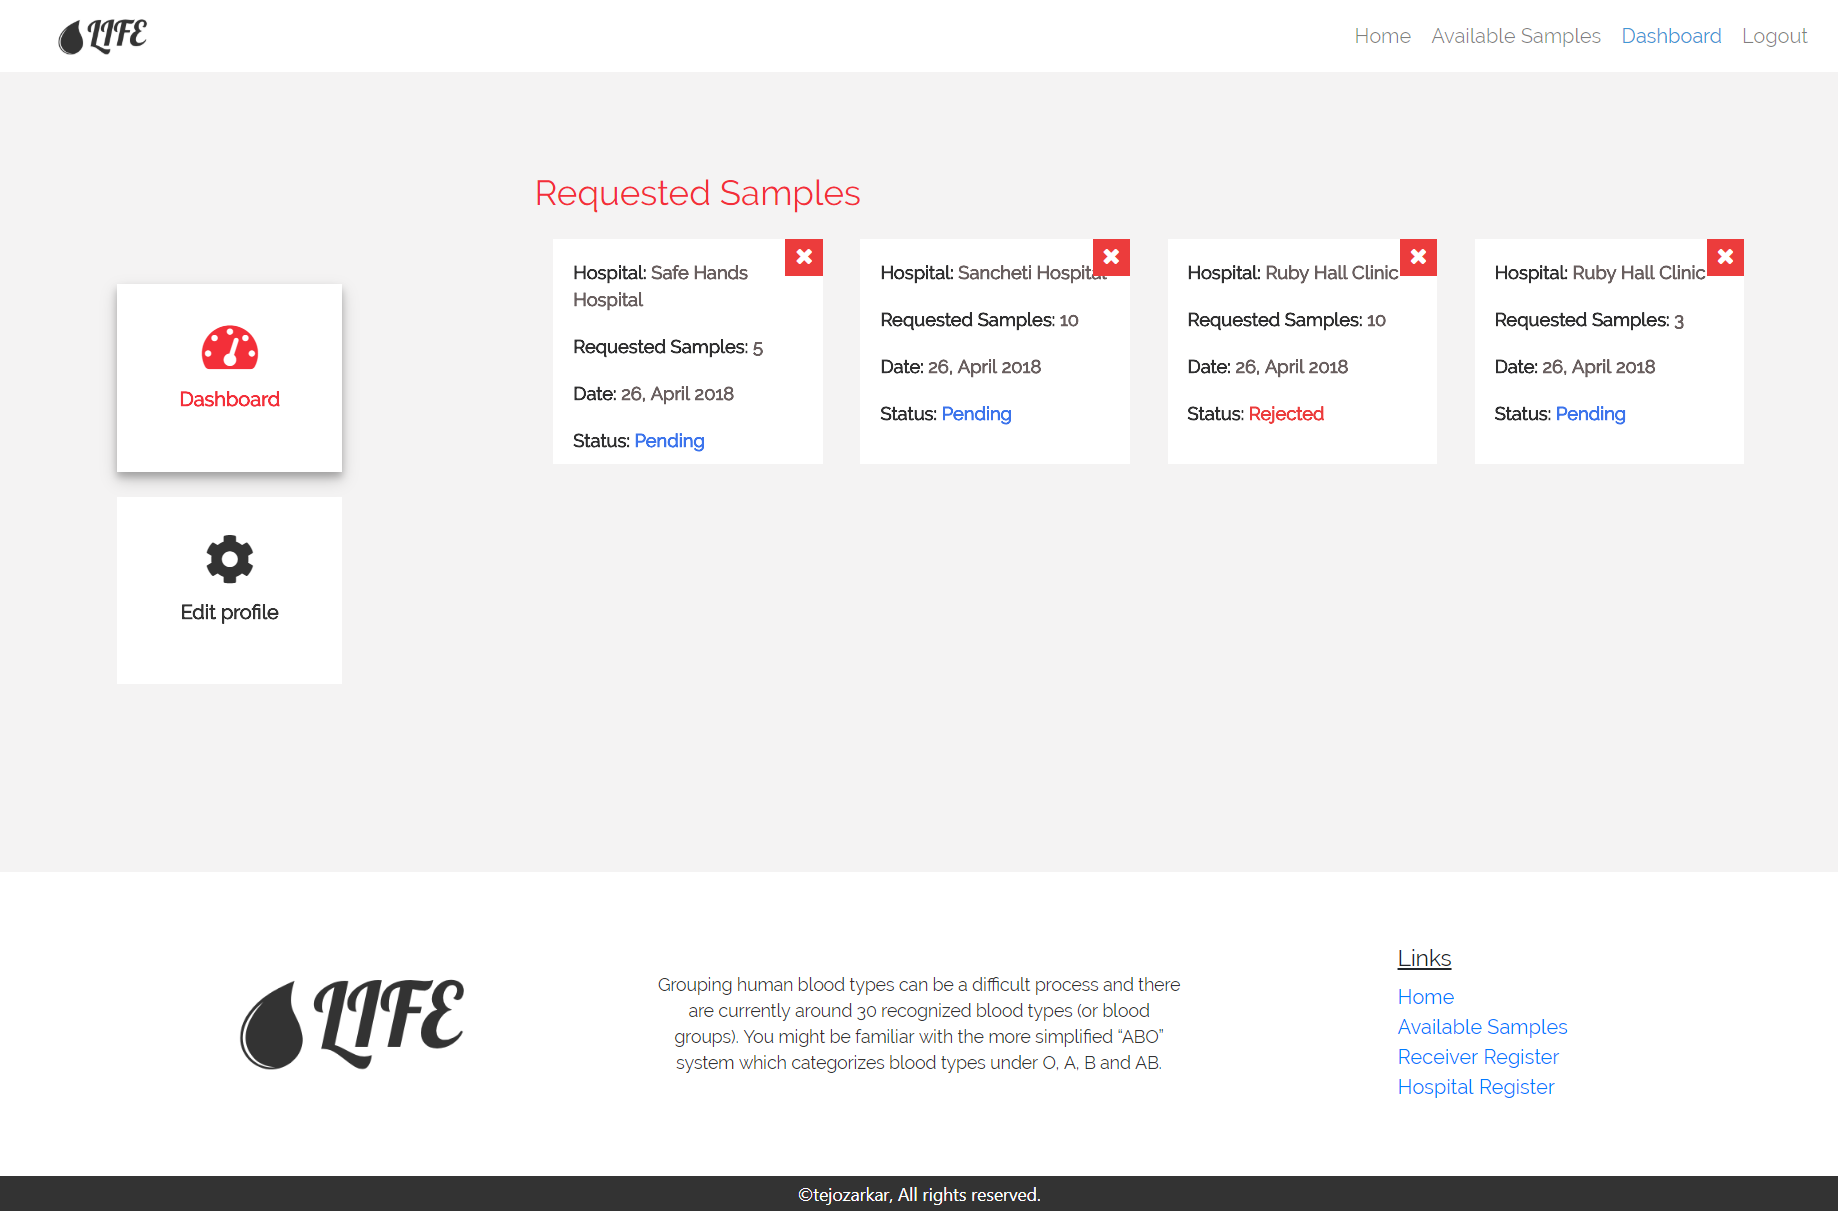 LIFE
Home
Available Samples
Dashboard
Logout
Requested Samples
Dashboard
Edit profile
Hospital: Safe Hands
Hospital
Requested Samples: 5
Date: 26, April 2018
Status: Pending
Hospital: Sancheti Hospital
Requested Samples: 10
Date: 26, April 2018
Status: Pending
Hospital: Ruby Hall Clinic
Requested Samples: 10
Date: 26, April 2018
Status: Rejected
Hospital: Ruby Hall Clinic
Requested Samples: 3
Date: 26, April 2018
Status: Pending
LIFE
Grouping human blood types can be a difficult process and there
are currently around 30 recognized blood types (or blood
groups). You might be familiar with the more simplified “ABO”
system which categorizes blood types under O, A, B and AB.
Links
Home
Available Samples
Receiver Register
Hospital Register
©tejozarkar, All rights reserved.